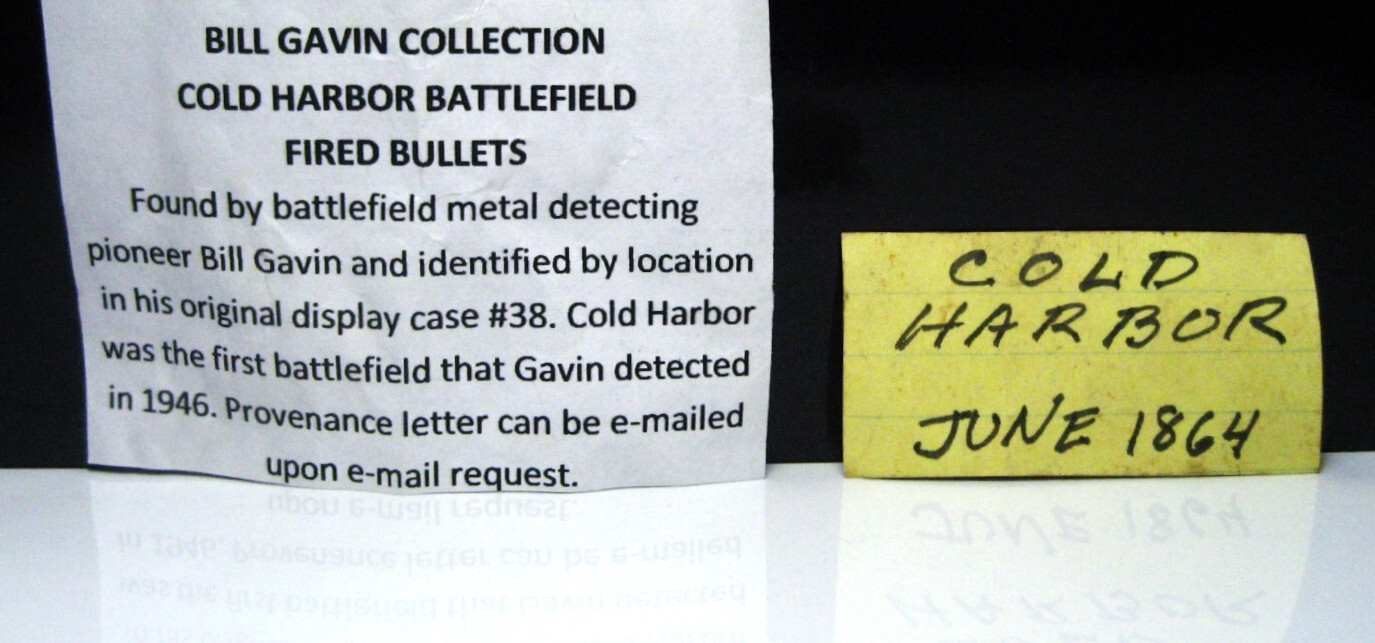 BILL GAVIN COLLECTION
COLD HARBOR BATTLEFIELD
FIRED BULLETS
Found by battlefield metal detecting
pioneer Bill Gavin and identified by location
in his original display case #38. Cold Harbor
was the first battlefield that Gavin detected
in 1946. Provenance letter can be e-mailed
upon e-mail request.
COLD
HARBOR
JUNE 1864